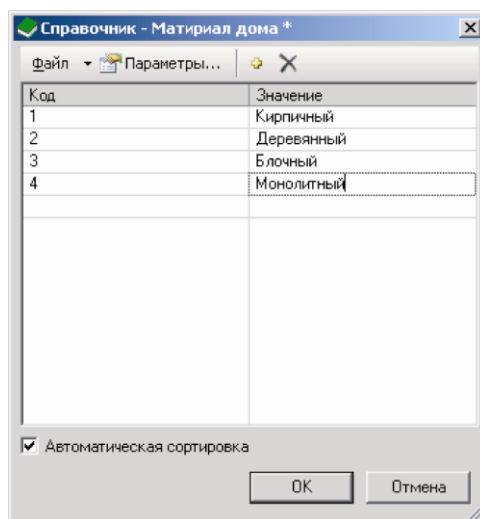 Справочник - Матириал дома *
Файл Параметры...
Код Значение
1 Кирпичный
2 Деревянный
3 Блочный
4 Монолитный
Автоматическая сортировка
OK Отмена